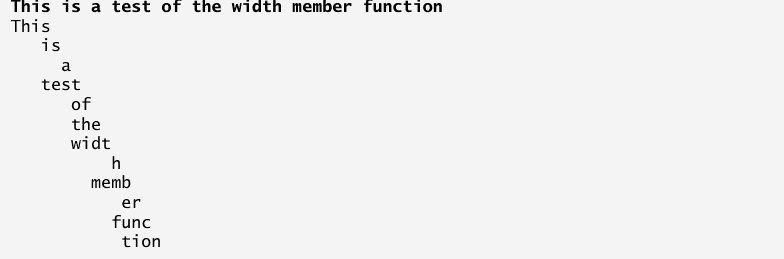 This is a test of the width member function
This
   is
     a
   test
      of
      the
      widt
          h
        memb
           er
          func
           tion